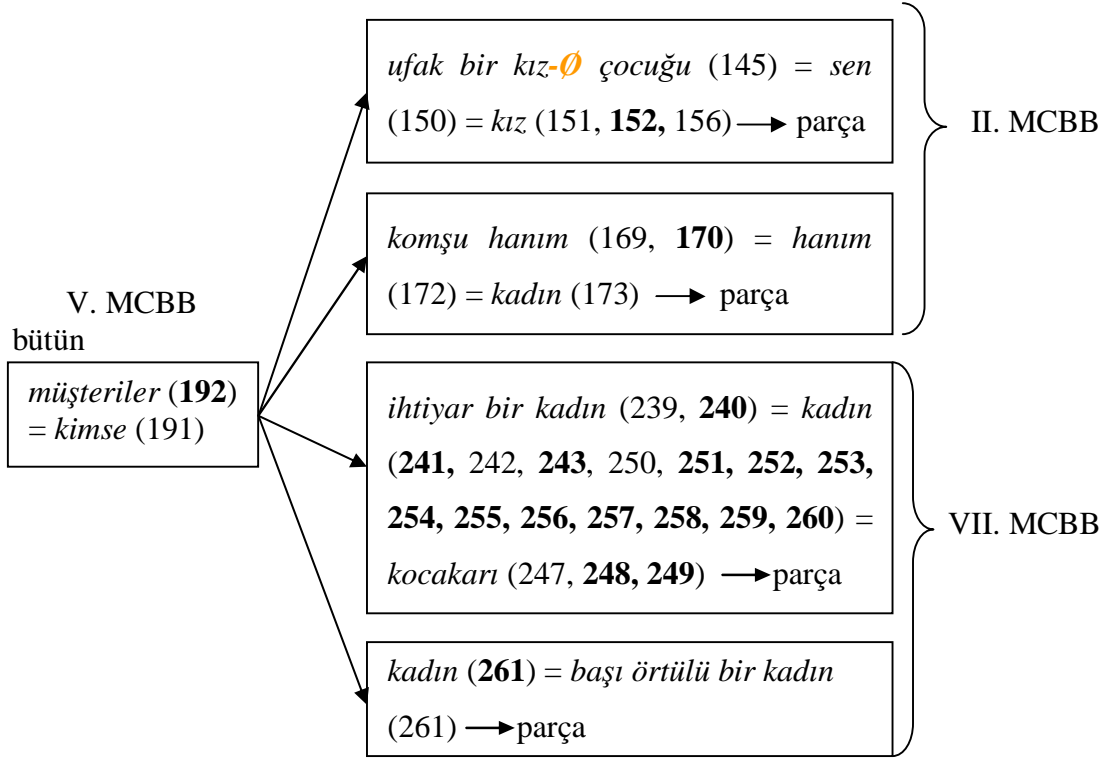 ufak bir kız-Ø çocuğu (145) = sen
(150) = kız (151, 152, 156) → parça
II. MCBB
komşu hanım (169, 170) = hanım
(172) = kadın (173) → parça
V. MCBB
bütün
müşteriler (192)
= kimse (191)
ihtiyar bir kadın (239, 240) = kadın
(241, 242, 243, 250, 251, 252, 253,
254, 255, 256, 257, 258, 259, 260) =
kocakarı (247, 248, 249) → parça
VII. MCBB
kadın (261) = başı örtülü bir kadın
(261) → parça